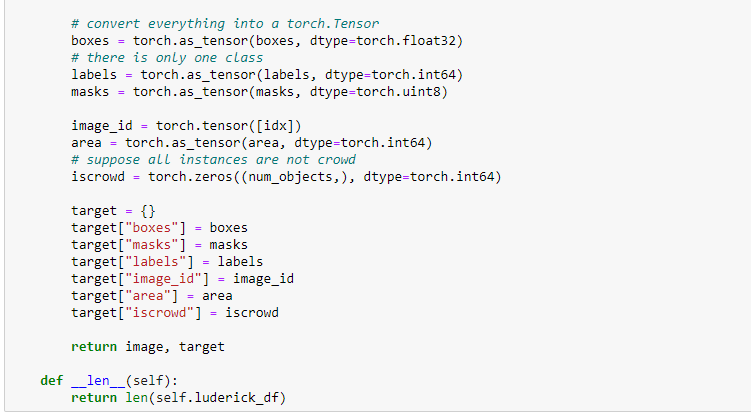 # convert everything into a torch.Tensor
boxes = torch.as_tensor(boxes, dtype=torch.float32)
# there is only one class
labels = torch.as_tensor(labels, dtype=torch.int64)
masks = torch.as_tensor(masks, dtype=torch.uint8)
image_id = torch.tensor([idx])
area = torch.as_tensor(area, dtype=torch.int64)
# suppose all instances are not crowd
iscrowd = torch.zeros((num_objects,), dtype=torch.int64)
target = {}
target["boxes"] = boxes
target["masks"] = masks
target["labels"] = labels
target["image_id"] = image_id
target["area"] = area
target["iscrowd"] = iscrowd
return image, target
def __len__(self):
return len(self.luderick_df)